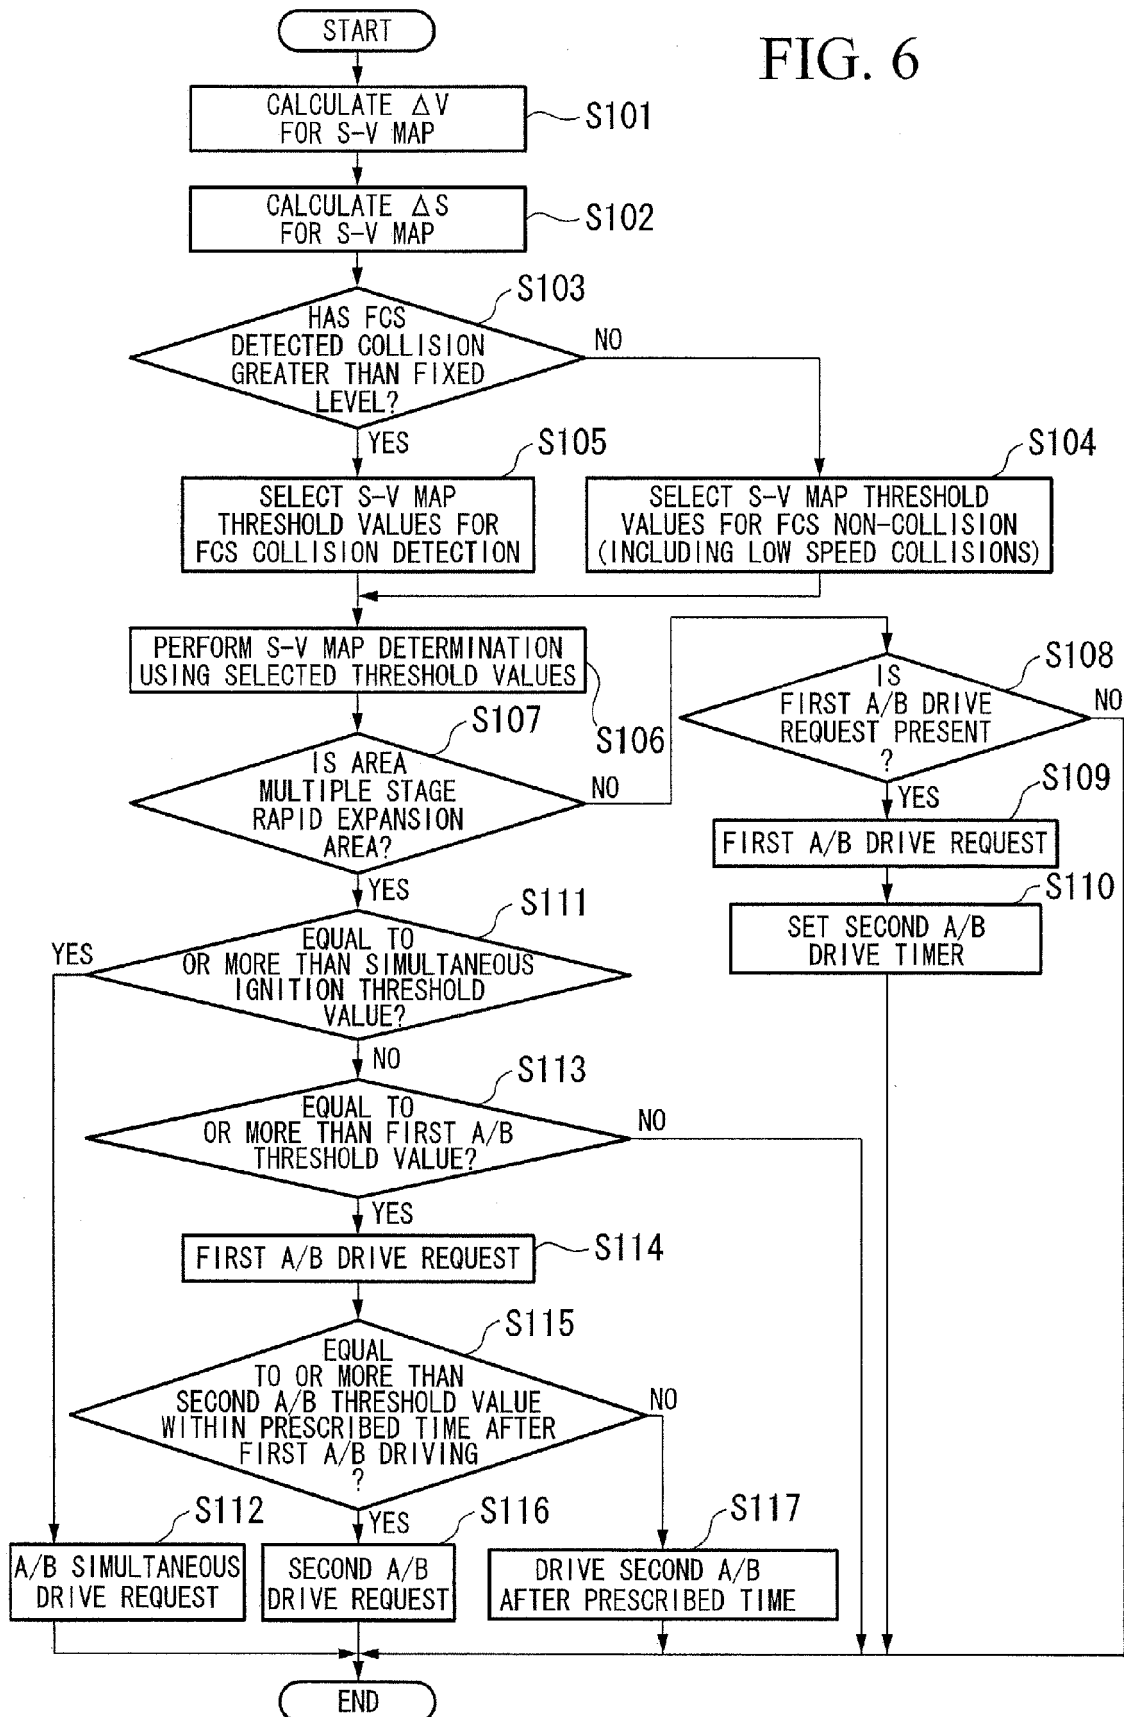 START
FIG. 6
CALCULATE △V
FOR S-V MAP
S101
CALCULATE △S
FOR S-V MAP
S102
S103
HAS FCS
DETECTED COLLISION
GREATER THAN FIXED
LEVEL?
NO
YES
S105
SELECT S-V MAP
THRESHOLD VALUES FOR
FCS COLLISION DETECTION
S104
SELECT S-V MAP THRESHOLD
VALUES FOR FCS NON-COLLISION
(INCLUDING LOW SPEED COLLISIONS)
PERFORM S-V MAP DETERMINATION
USING SELECTED THRESHOLD VALUES
S106
S107
IS AREA
MULTIPLE STAGE
RAPID EXPANSION
AREA?
NO
YES
S108
IS
FIRST A/B DRIVE
REQUEST PRESENT
?
NO
YES
S109
FIRST A/B DRIVE REQUEST
S110
SET SECOND A/B
DRIVE TIMER
S111
EQUAL TO
OR MORE THAN SIMULTANEOUS
IGNITION THRESHOLD
VALUE?
YES
NO
S113
EQUAL TO
OR MORE THAN FIRST A/B
THRESHOLD VALUE?
NO
YES
FIRST A/B DRIVE REQUEST
S114
S115
EQUAL
TO OR MORE THAN
SECOND A/B THRESHOLD VALUE
WITHIN PRESCRIBED TIME AFTER
FIRST A/B DRIVING
?
NO
YES
S112
A/B SIMULTANEOUS
DRIVE REQUEST
S116
SECOND A/B
DRIVE REQUEST
S117
DRIVE SECOND A/B
AFTER PRESCRIBED TIME
END